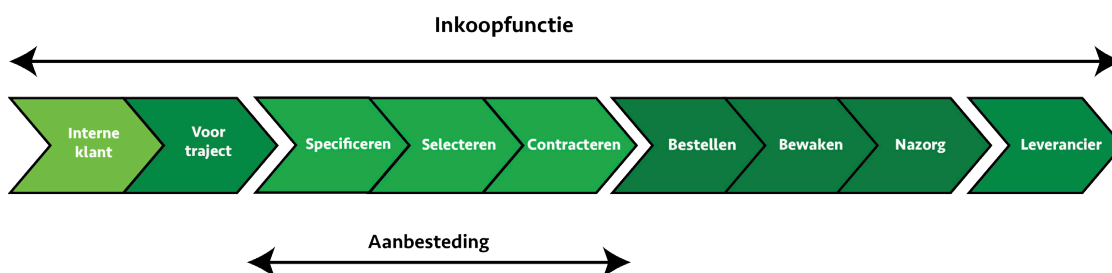 Inkoopfunctie
Interne
klant
Voor
traject
Specificeren
Selecteren
Contracteren
Bestellen
Bewaken
Nazorg
Leverancier
Aanbesteding